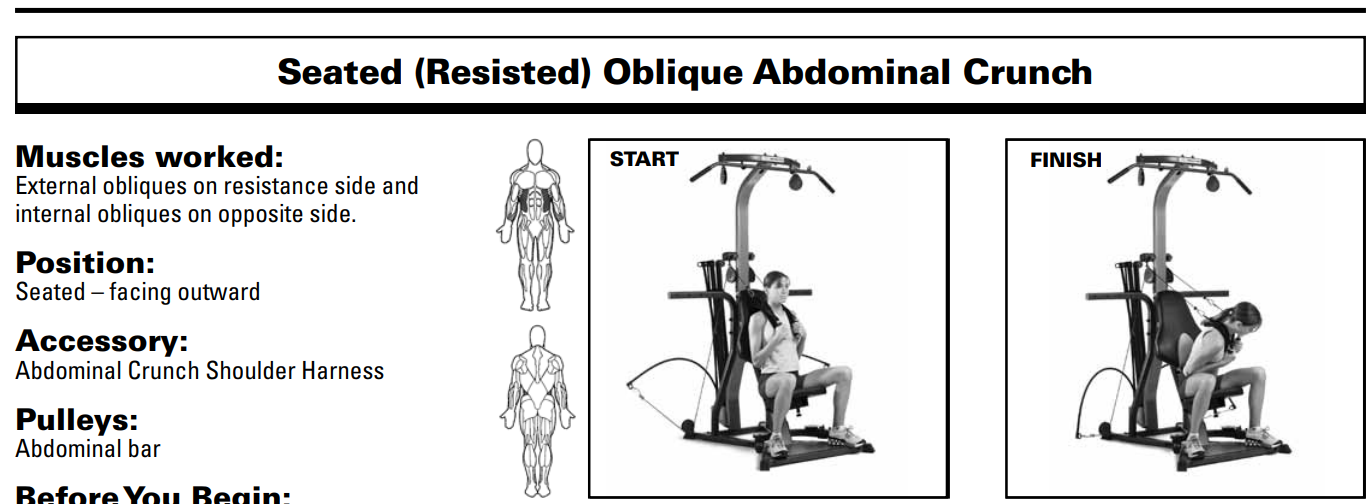 Seated (Resisted) Oblique Abdominal Crunch
Muscles worked:
External obliques on resistance side and
internal obliques on opposite side.
Position:
Seated – facing outward
Accessory:
Abdominal Crunch Shoulder Harness
Pulleys:
Abdominal bar
Before You Begin:
START
FINISH